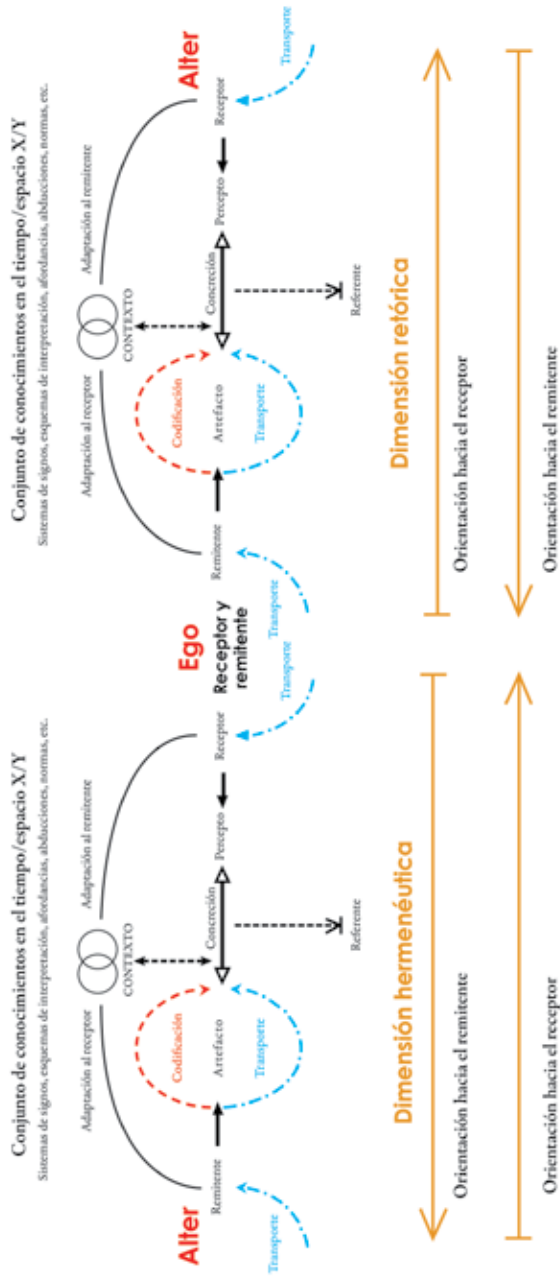 Conjunto de conocimientos en el tiempo/espacio X/Y
Sistemas de signos, esquemas de interpretación, afordancias, abducciones, normas, etc.
Adaptación al receptor
Adaptación al remitente
CONTEXTO
Alter
Remitente
Codificación
Artefacto
Transporte
Concreción
Percepto
Receptor
Referente
Transporte
Transporte
Ego
Receptor y
remitente
Conjunto de conocimientos en el tiempo/espacio X/Y
Sistemas de signos, esquemas de interpretación, afordancias, abducciones, normas, etc.
Adaptación al receptor
Adaptación al remitente
CONTEXTO
Alter
Remitente
Codificación
Artefacto
Transporte
Concreción
Percepto
Receptor
Referente
Transporte
Transporte
Dimensión hermenéutica
Orientación hacia el remitente
Orientación hacia el receptor
Dimensión retórica
Orientación hacia el receptor
Orientación hacia el remitente